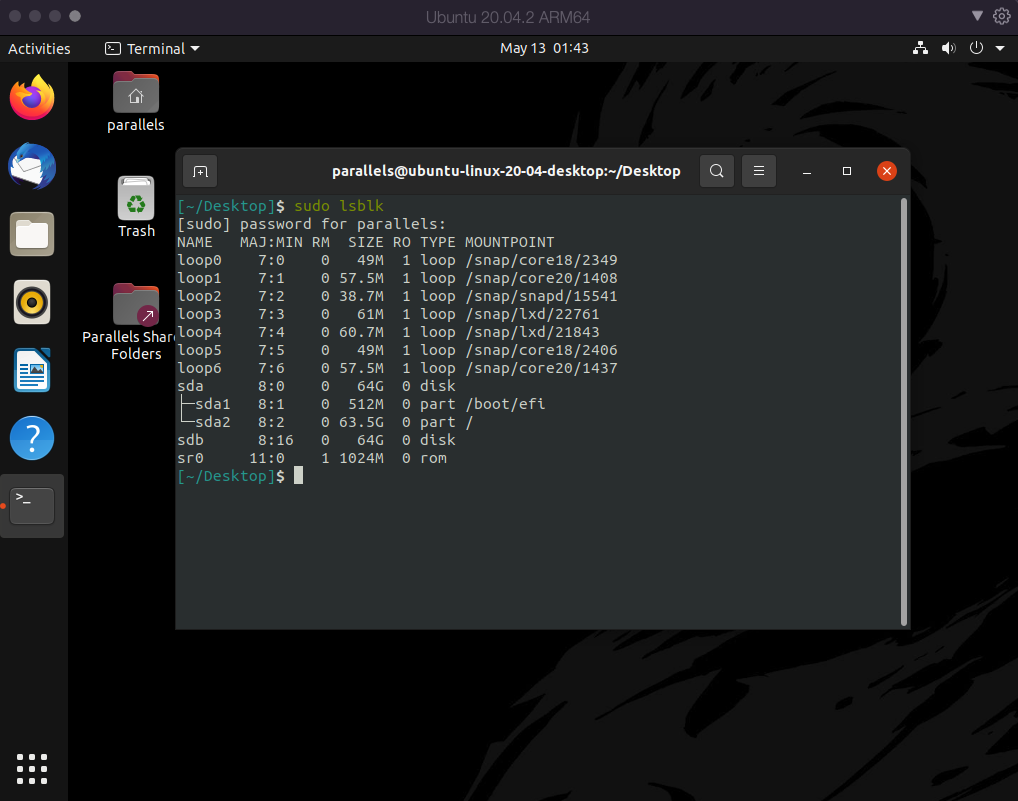 Ubuntu 20.04.2 ARM64
Activities
Terminal
May 13 01:43
parallels
Trash
Parallels Shar
Folders
parallels@ubuntu-linux-20-04-desktop:~/Desktop
[~/Desktop]$ sudo lsblk
[sudo] password for parallels:
NAME   MAJ:MIN RM   SIZE RO TYPE MOUNTPOINT
loop0    7:0    0    49M  1 loop /snap/core18/2349
loop1    7:1    0  57.5M  1 loop /snap/core20/1408
loop2    7:2    0  38.7M  1 loop /snap/snapd/15541
loop3    7:3    0    61M  1 loop /snap/lxd/22761
loop4    7:4    0  60.7M  1 loop /snap/lxd/21843
loop5    7:5    0    49M  1 loop /snap/core18/2406
loop6    7:6    0  57.5M  1 loop /snap/core20/1437
sda      8:0    0    64G  0 disk
├─sda1   8:1    0   512M  0 part /boot/efi
└─sda2   8:2    0  63.5G  0 part /
sdb      8:16   0    64G  0 disk
sr0     11:0    1  1024M  0 rom
[~/Desktop]$